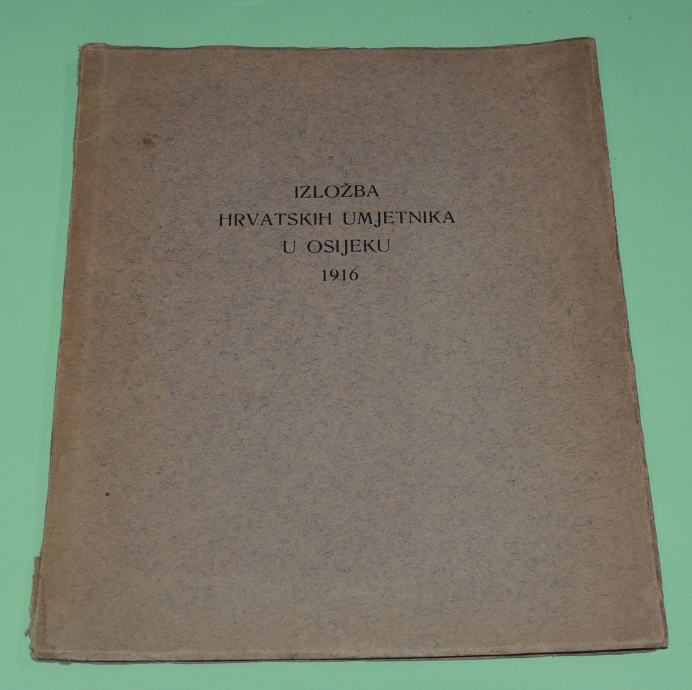 IZLOŽBA
HRVATSKIH UMJETNIKA
U OSIJEKU
1916